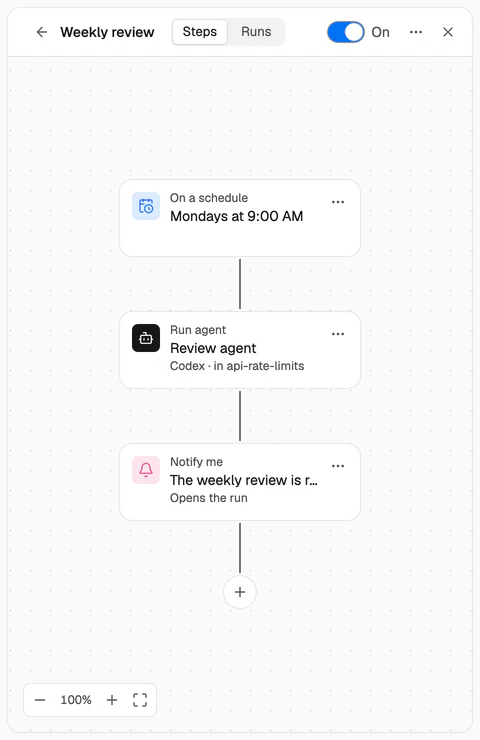 Weekly review
Steps
Runs
On
On a schedule
Mondays at 9:00 AM
Run agent
Review agent
Codex · in api-rate-limits
Notify me
The weekly review is r...
Opens the run
100%